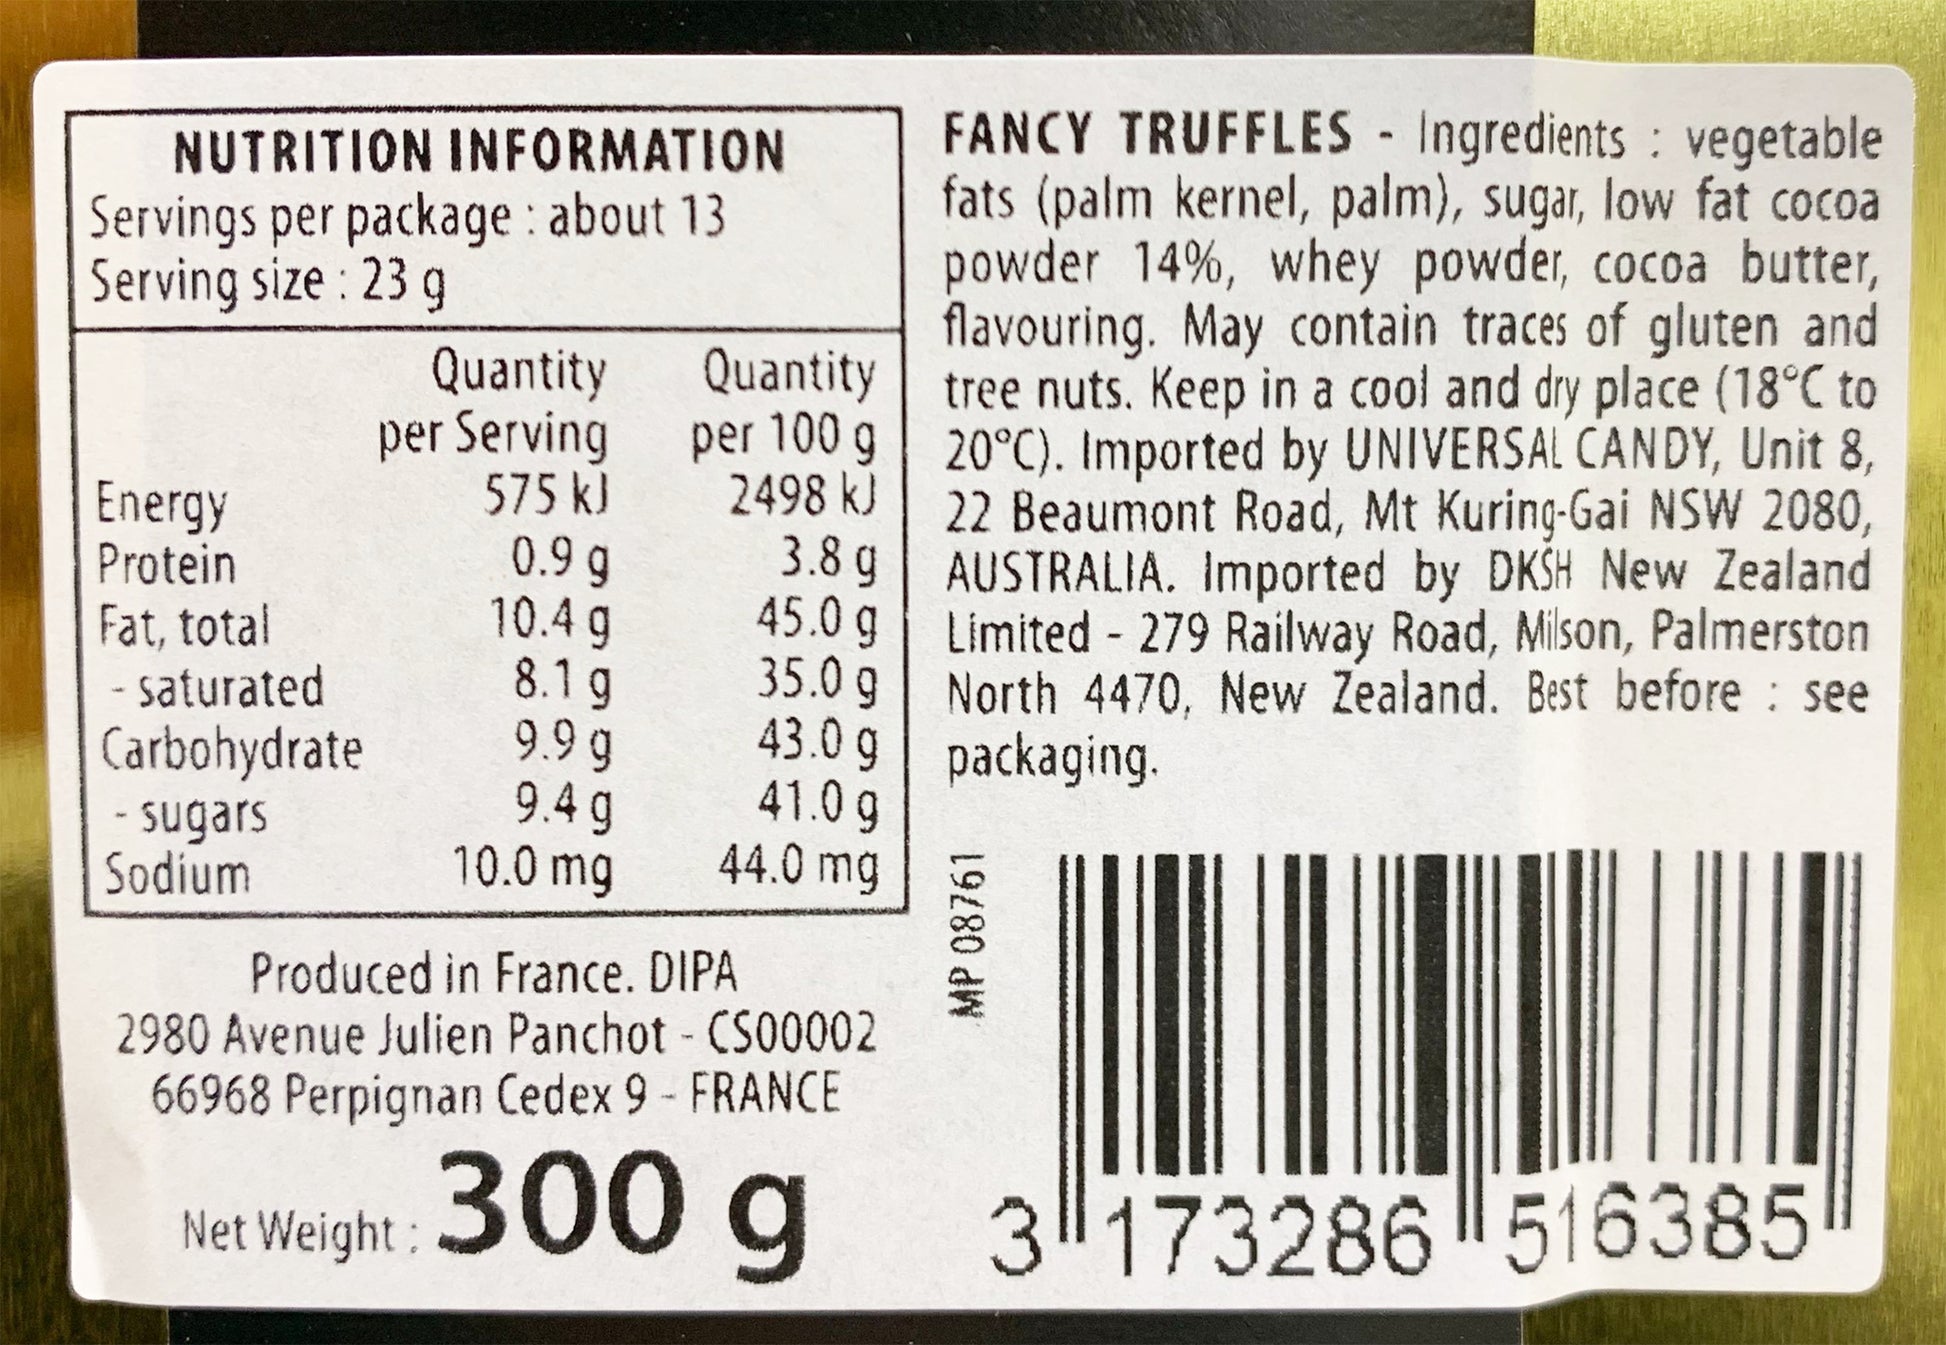 NUTRITION INFORMATION
Servings per package : about 13
Serving size : 23 g
Quantity Quantity
per Serving per 100 g
Energy 575 kJ 2498 kJ
Protein 0.9 g 3.8 g
Fat, total 10.4 g 45.0 g
- saturated 8.1 g 35.0 g
Carbohydrate 9.9 g 43.0 g
- sugars 9.4 g 41.0 g
Sodium 10.0 mg 44.0 mg
Produced in France. DIPA
2980 Avenue Julien Panchot - CS00002
66968 Perpignan Cedex 9 - FRANCE
Net Weight : 300 g
FANCY TRUFFLES - Ingredients : vegetable
fats (palm kernel, palm), sugar, low fat cocoa
powder 14%, whey powder, cocoa butter,
flavouring. May contain traces of gluten and
tree nuts. Keep in a cool and dry place (18°C to
20°C). Imported by UNIVERSAL CANDY, Unit 8,
22 Beaumont Road, Mt Kuring-Gai NSW 2080,
AUSTRALIA. Imported by DKSH New Zealand
Limited - 279 Railway Road, Milson, Palmerston
North 4470, New Zealand. Best before : see
packaging.
MP 08761
3 173286 516385